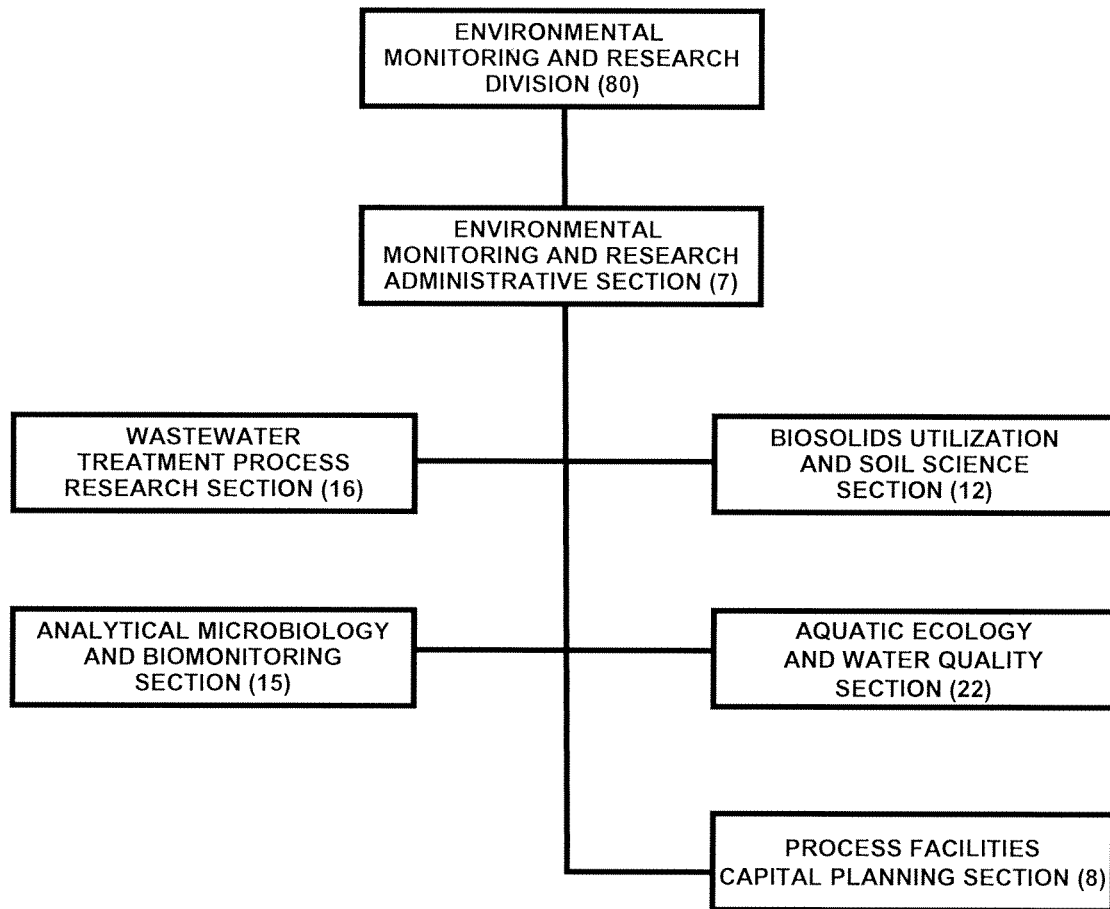 ENVIRONMENTAL
MONITORING AND RESEARCH
DIVISION (80)
ENVIRONMENTAL
MONITORING AND RESEARCH
ADMINISTRATIVE SECTION (7)
WASTEWATER
TREATMENT PROCESS
RESEARCH SECTION (16)
BIOSOLIDS UTILIZATION
AND SOIL SCIENCE
SECTION (12)
ANALYTICAL MICROBIOLOGY
AND BIOMONITORING
SECTION (15)
AQUATIC ECOLOGY
AND WATER QUALITY
SECTION (22)
PROCESS FACILITIES
CAPITAL PLANNING SECTION (8)